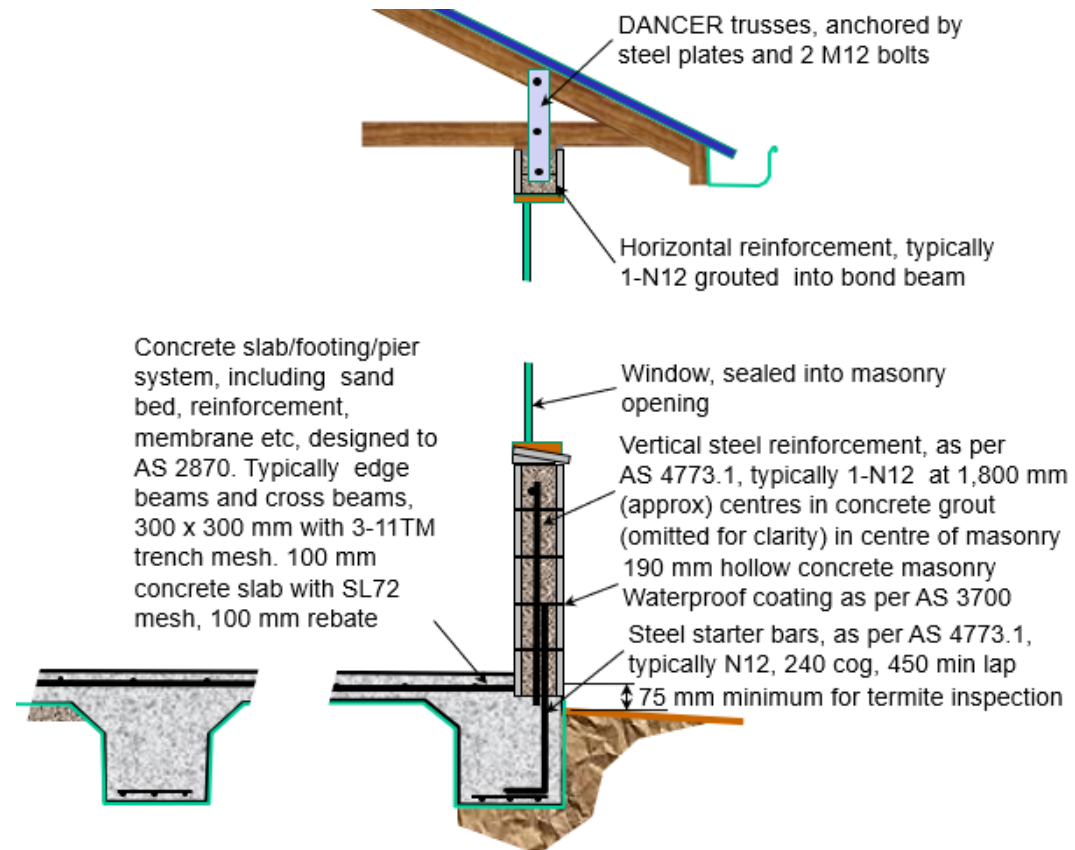 DANCER trusses, anchored by
steel plates and 2 M12 bolts
Horizontal reinforcement, typically
1-N12 grouted into bond beam
Concrete slab/footing/pier
system, including sand
bed, reinforcement,
membrane etc, designed to
AS 2870. Typically edge
beams and cross beams,
300 x 300 mm with 3-11TM
trench mesh. 100 mm
concrete slab with SL72
mesh, 100 mm rebate
Window, sealed into masonry
opening
Vertical steel reinforcement, as per
AS 4773.1, typically 1-N12 at 1,800 mm
(approx) centres in concrete grout
(omitted for clarity) in centre of masonry
190 mm hollow concrete masonry
Waterproof coating as per AS 3700
Steel starter bars, as per AS 4773.1,
typically N12, 240 cog, 450 min lap
75 mm minimum for termite inspection